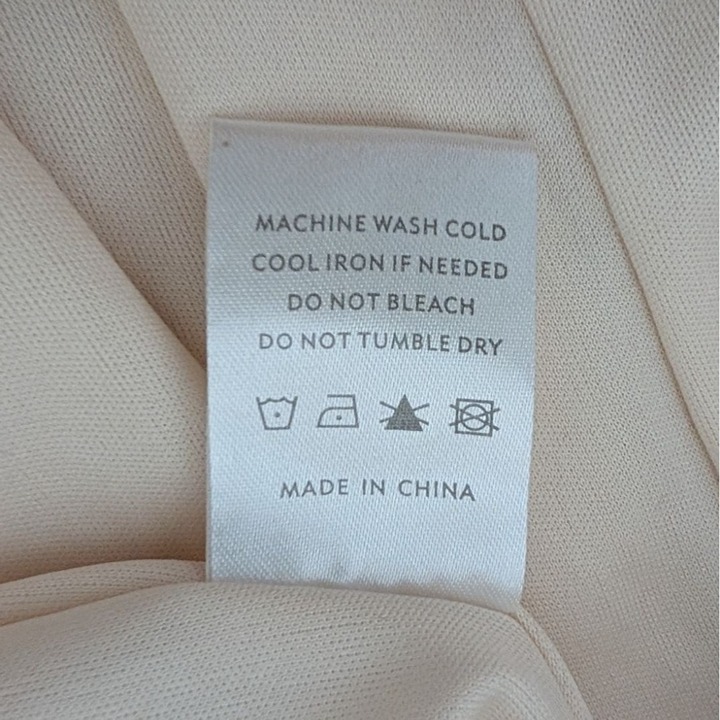 MACHINE WASH COLD
COOL IRON IF NEEDED
DO NOT BLEACH
DO NOT TUMBLE DRY
MADE IN CHINA